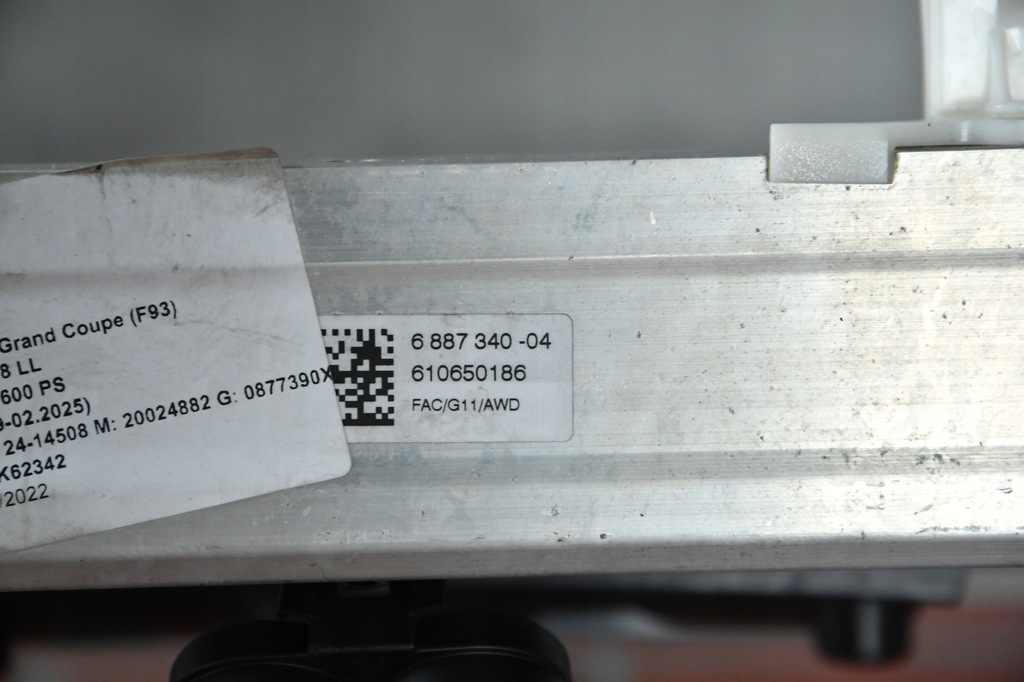 Grand Coupe (F93)
8 LL
600 PS
-02.2025)
24-14508 M: 20024882 G: 0877390X
K62342
/2022
6 887 340 -04
610650186
FAC/G11/AWD